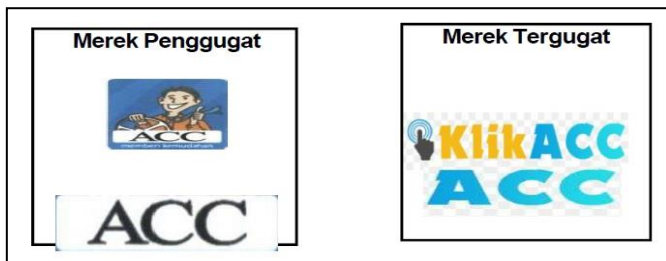 Merek Penggugat
ACC
memberi kemudahan
ACC
Merek Tergugat
KlikACC
ACC